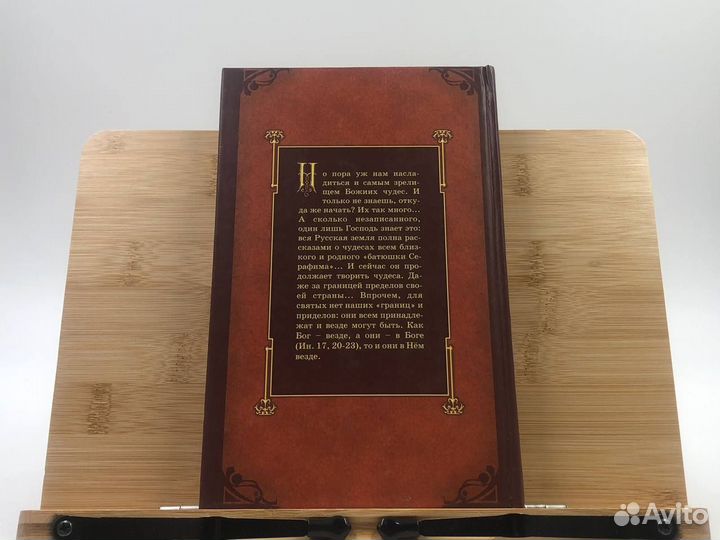 Но пора уж нам насла-
диться и самым зрели-
щем Божиих чудес. И
только не знаешь, отку-
да же начать? Их так много...
А сколько незаписанного,
один лишь Господь знает это:
вся Русская земля полна рас-
сказами о чудесах всем близ-
кого и родного «батюшки Се-
рафима»... И сейчас он про-
должает творить чудеса. Да-
же за границей пределов сво-
ей страны... Впрочем, для
святых нет наших «границ» и
приделов: они всем принадле-
жат и везде могут быть. Как
Бог – везде, а они – в Боге
(Ин. 17, 20-23), то и они в Нём
везде.
Avito